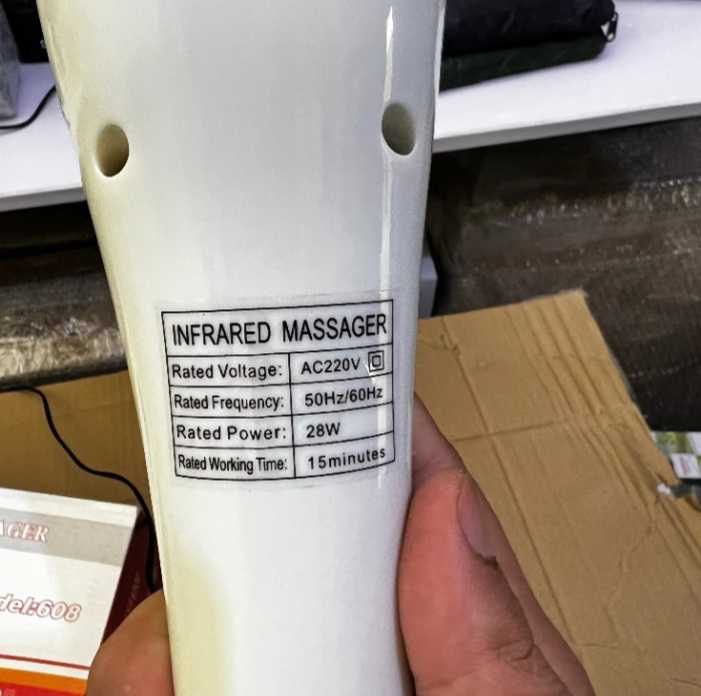 INFRARED MASSAGER
Rated Voltage: AC220V
Rated Frequency: 50Hz/60Hz
Rated Power: 28W
Rated Working Time: 15minutes
AGER
del:608